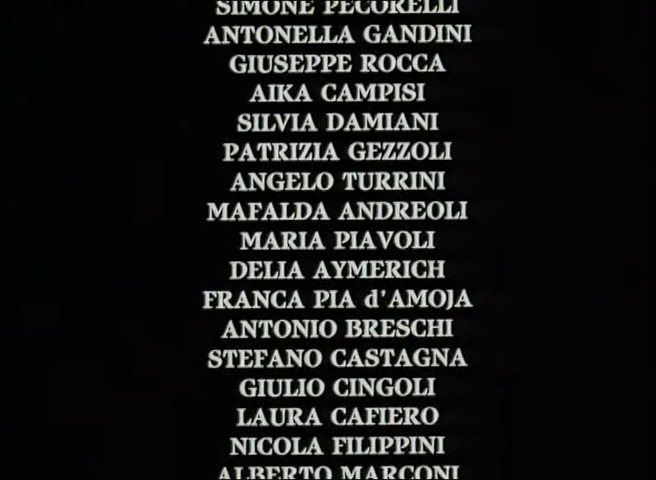 SIMONE PECORELLI
ANTONELLA GANDINI
GIUSEPPE ROCCA
AIKA CAMPISI
SILVIA DAMIANI
PATRIZIA GEZZOLI
ANGELO TURRINI
MAFALDA ANDREOLI
MARIA PIAVOLI
DELIA AYMERICH
FRANCA PIA d'AMOJA
ANTONIO BRESCHI
STEFANO CASTAGNA
GIULIO CINGOLI
LAURA CAFIERO
NICOLA FILIPPINI
ALBERTO MARCONI